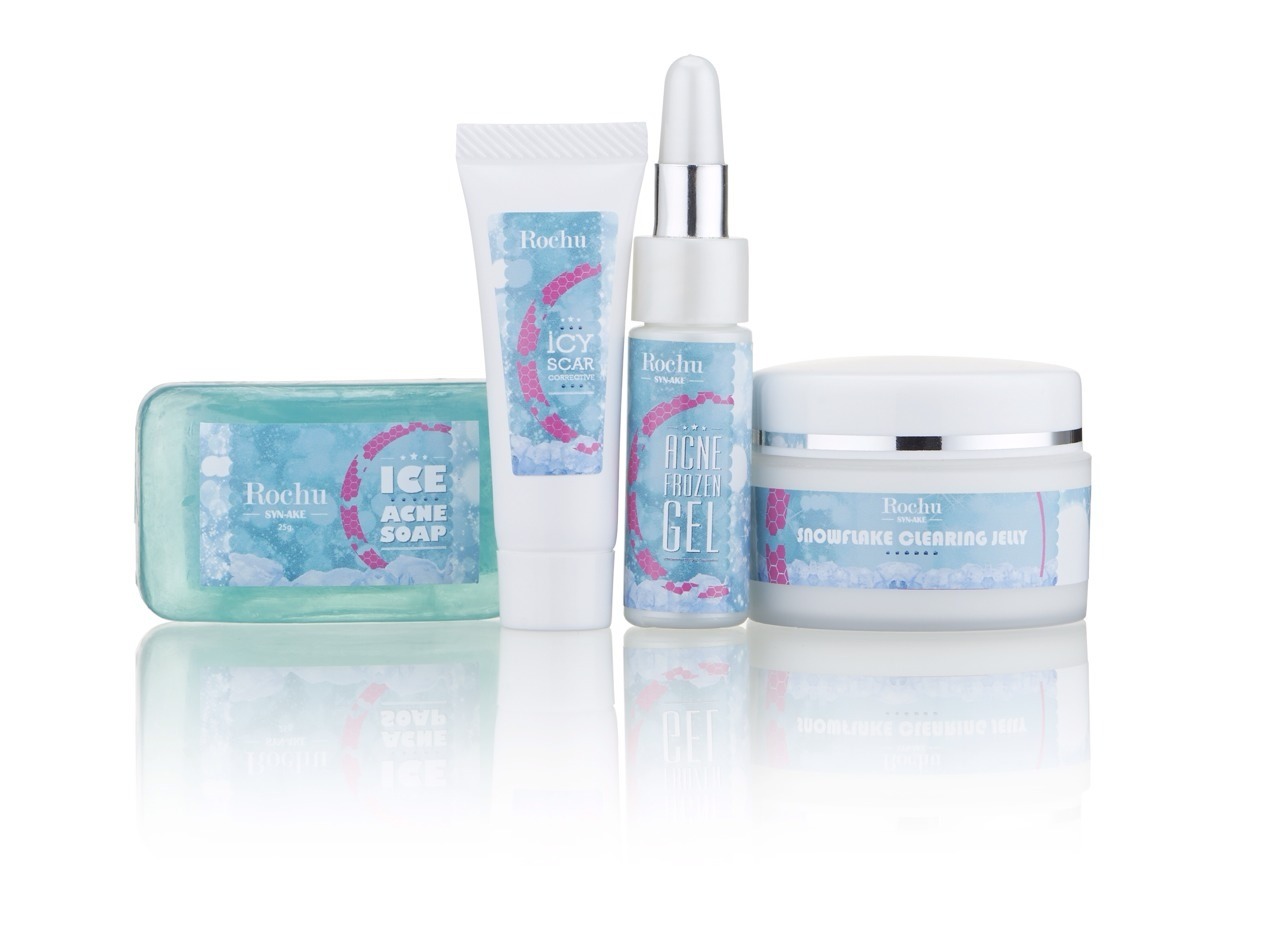 Rochu
SYN-AKE
25g
ICE
ACNE
SOAP
Rochu
ICY
SCAR
CORRECTIVE
Rochu
SYN-AKE
ACNE
FROZEN
GEL
Rochu
SYN-AKE
SNOWFLAKE CLEARING JELLY